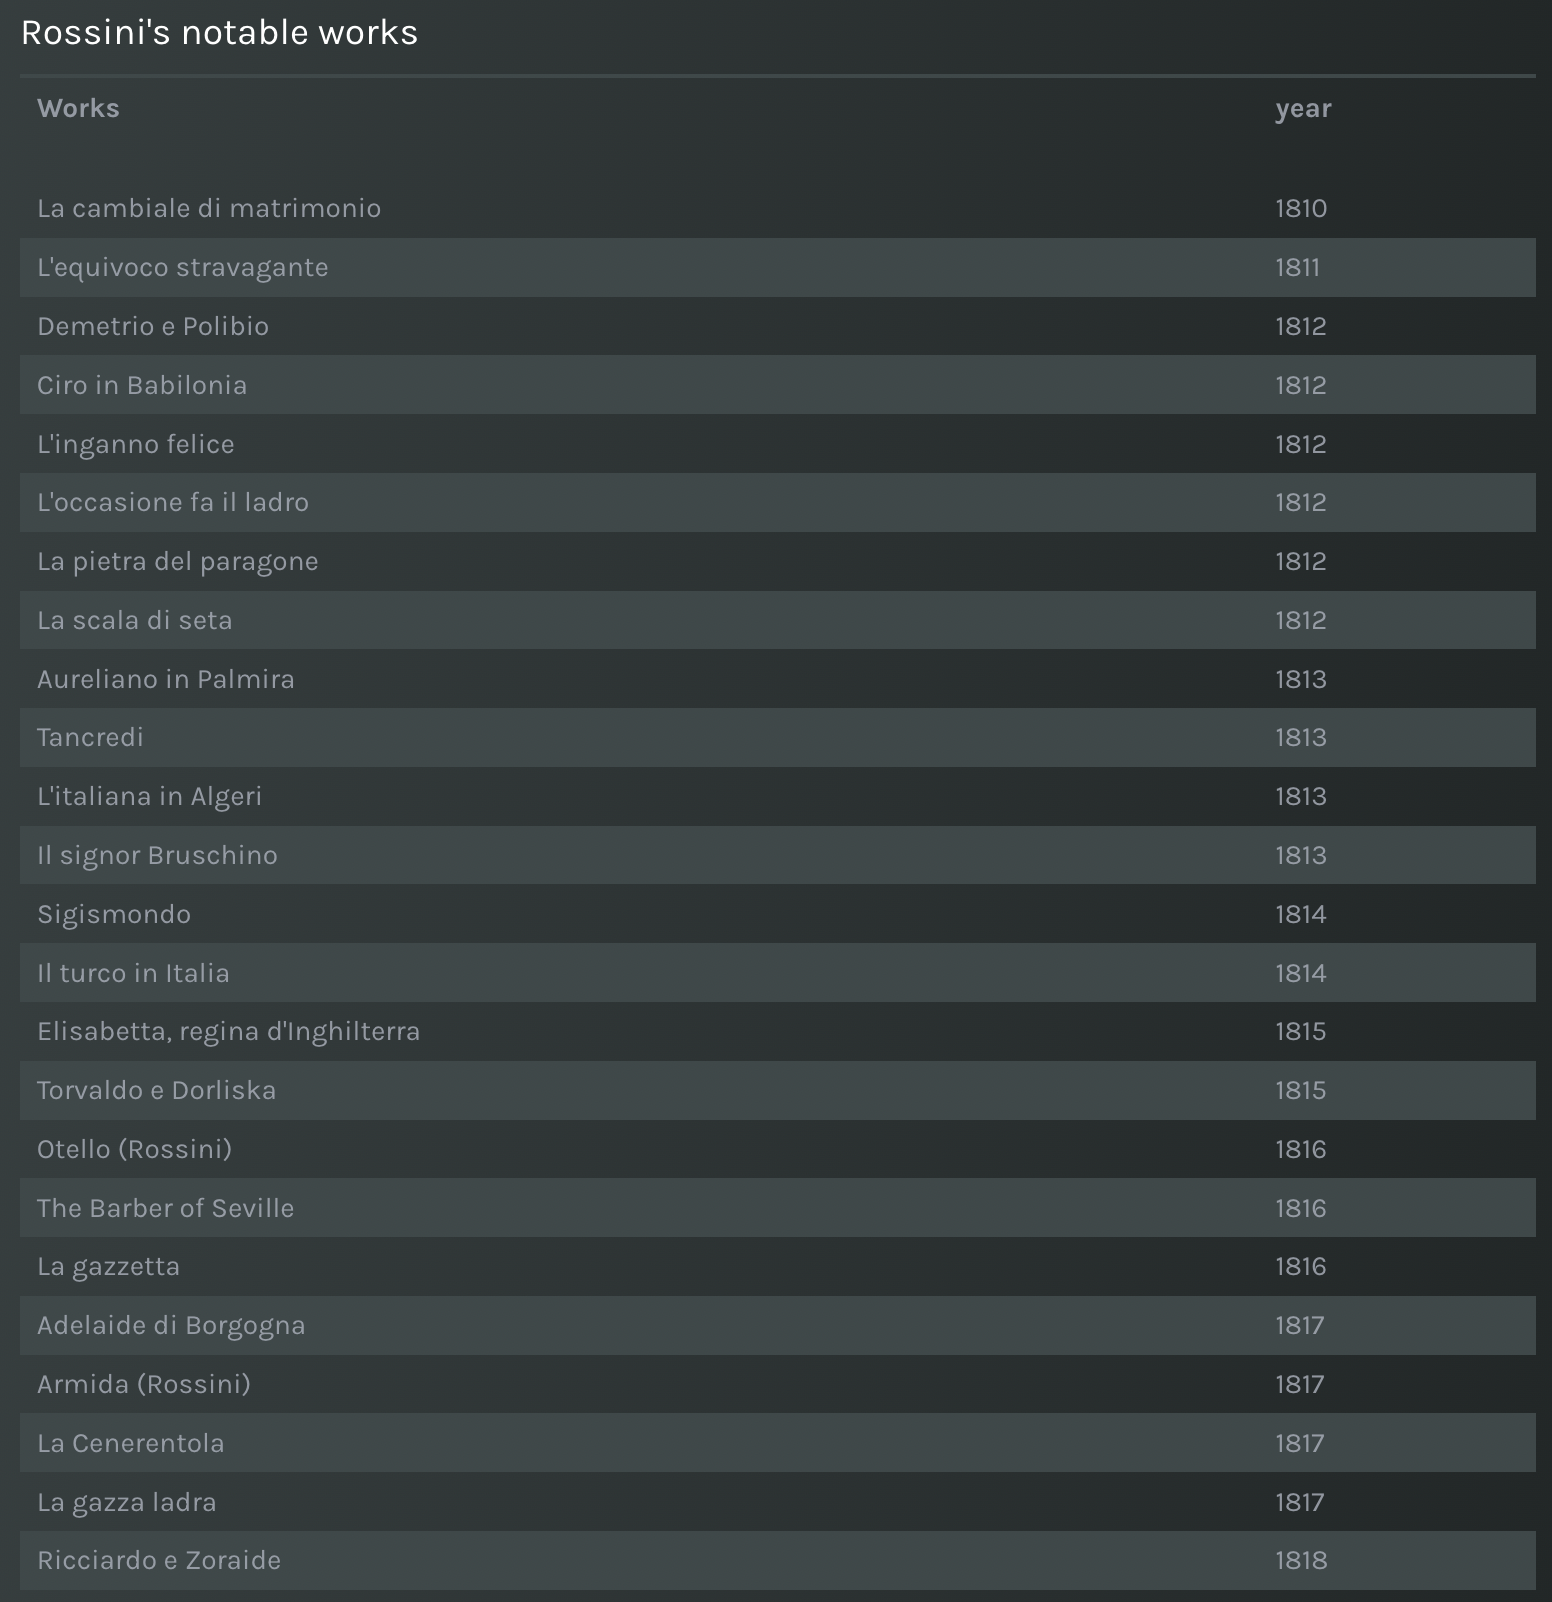 Rossini's notable works
Works year
La cambiale di matrimonio 1810
L'equivoco stravagante 1811
Demetrio e Polibio 1812
Ciro in Babilonia 1812
L'inganno felice 1812
L'occasione fa il ladro 1812
La pietra del paragone 1812
La scala di seta 1812
Aureliano in Palmira 1813
Tancredi 1813
L'italiana in Algeri 1813
Il signor Bruschino 1813
Sigismondo 1814
Il turco in Italia 1814
Elisabetta, regina d'Inghilterra 1815
Torvaldo e Dorliska 1815
Otello (Rossini) 1816
The Barber of Seville 1816
La gazzetta 1816
Adelaide di Borgogna 1817
Armida (Rossini) 1817
La Cenerentola 1817
La gazza ladra 1817
Ricciardo e Zoraide 1818